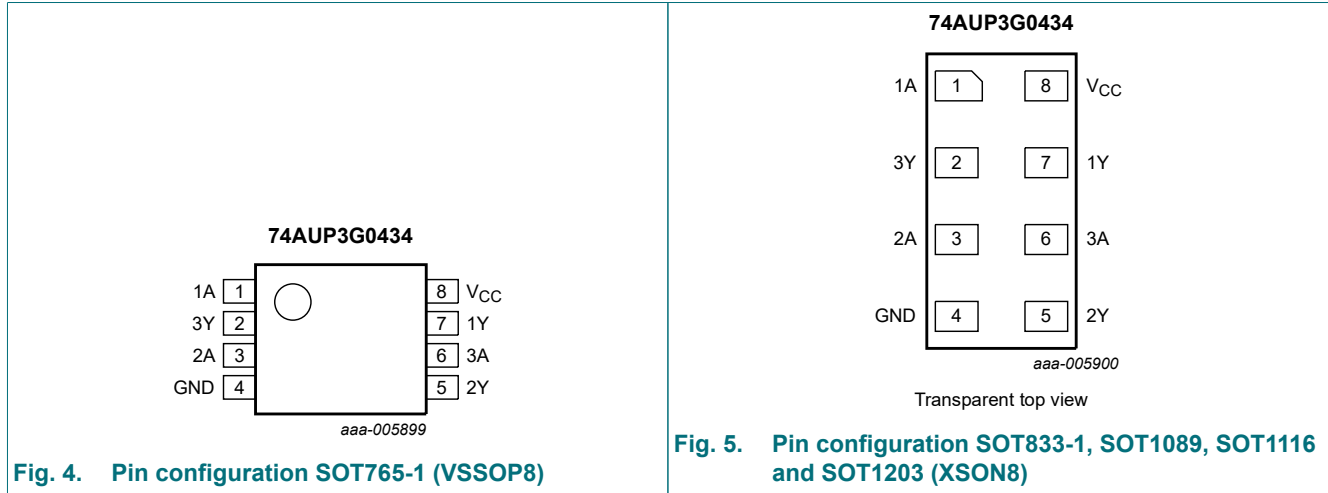 74AUP3G0434
1A 1 8 VCC
3Y 2 7 1Y
2A 3 6 3A
GND 4 5 2Y
aaa-005899
Fig. 4. Pin configuration SOT765-1 (VSSOP8)
74AUP3G0434
1A 1 8 VCC
3Y 2 7 1Y
2A 3 6 3A
GND 4 5 2Y
aaa-005900
Transparent top view
Fig. 5. Pin configuration SOT833-1, SOT1089, SOT1116
and SOT1203 (XSON8)